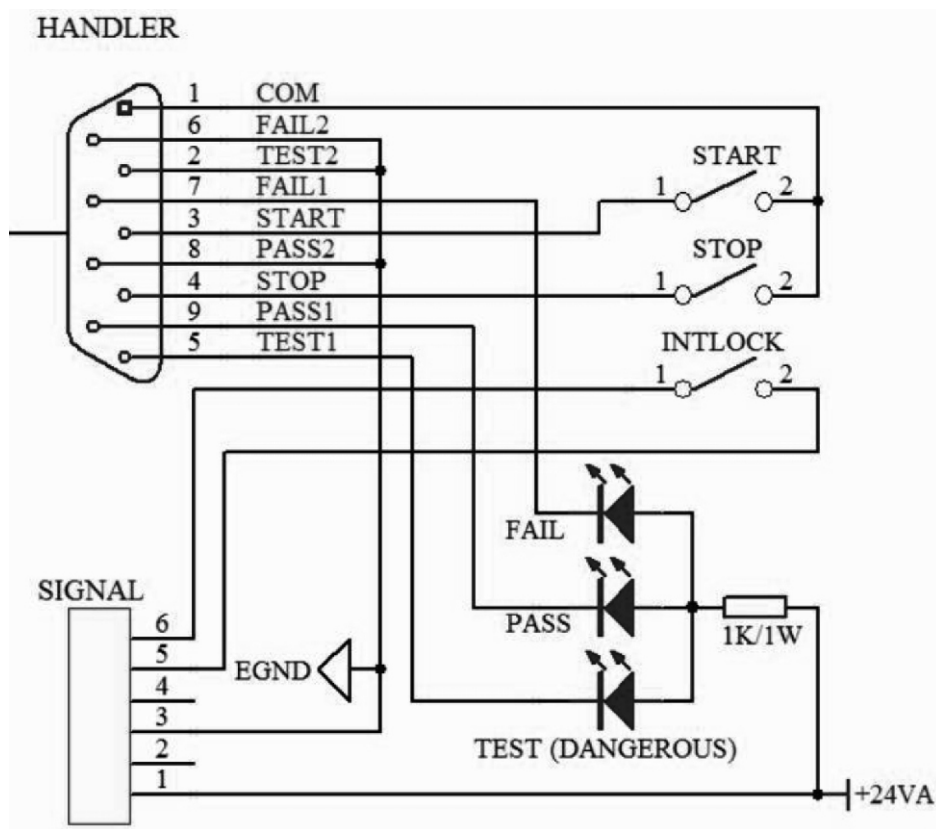 HANDLER
1 COM
6 FAIL2
2 TEST2
7 FAIL1
3 START
8 PASS2
4 STOP
9 PASS1
5 TEST1
START
1 2
STOP
1 2
INTLOCK
1 2
FAIL
PASS
1K/1W
TEST (DANGEROUS)
EGND
SIGNAL
6
5
4
3
2
1
+24VA